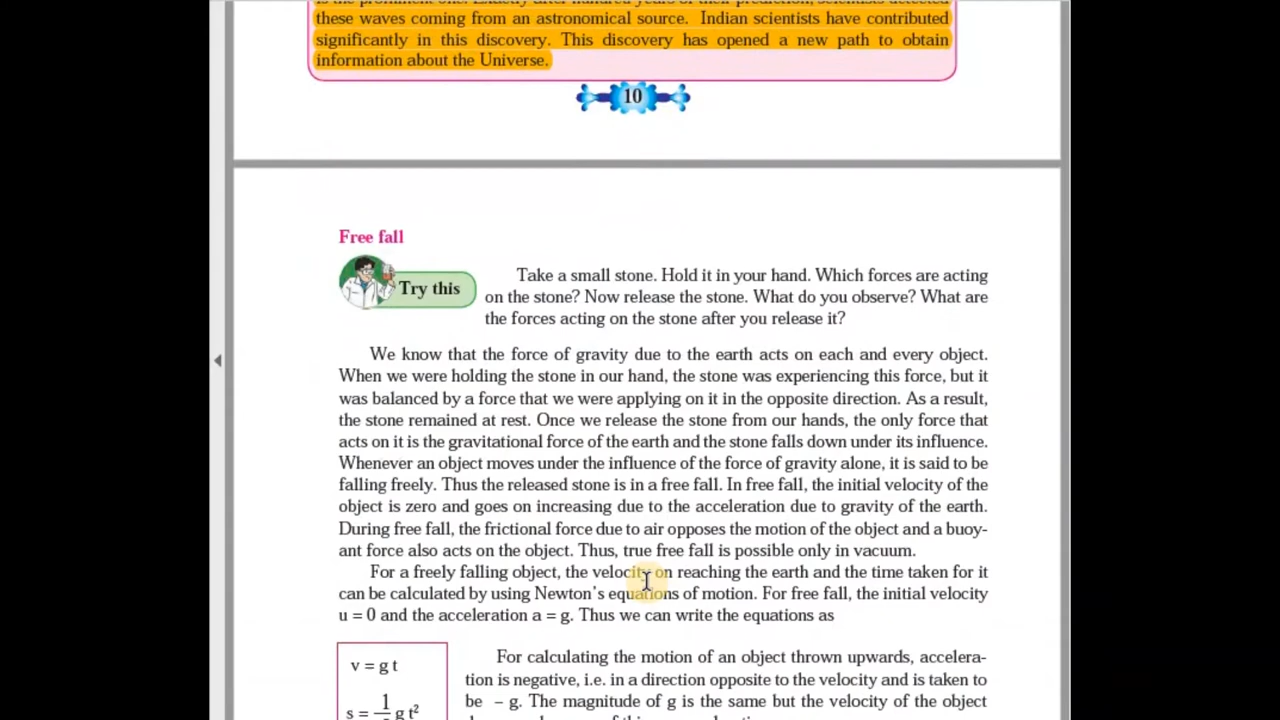 these waves coming from an astronomical source. Indian scientists have contributed
significantly in this discovery. This discovery has opened a new path to obtain
information about the Universe.
10
Free fall
Try this
Take a small stone. Hold it in your hand. Which forces are acting
on the stone? Now release the stone. What do you observe? What are
the forces acting on the stone after you release it?
We know that the force of gravity due to the earth acts on each and every object.
When we were holding the stone in our hand, the stone was experiencing this force, but it
was balanced by a force that we were applying on it in the opposite direction. As a result,
the stone remained at rest. Once we release the stone from our hands, the only force that
acts on it is the gravitational force of the earth and the stone falls down under its influence.
Whenever an object moves under the influence of the force of gravity alone, it is said to be
falling freely. Thus the released stone is in a free fall. In free fall, the initial velocity of the
object is zero and goes on increasing due to the acceleration due to gravity of the earth.
During free fall, the frictional force due to air opposes the motion of the object and a buoy-
ant force also acts on the object. Thus, true free fall is possible only in vacuum.
For a freely falling object, the velocity on reaching the earth and the time taken for it
can be calculated by using Newton's equations of motion. For free fall, the initial velocity
u = 0 and the acceleration a = g. Thus we can write the equations as
v = g t
s = 1 g t²
For calculating the motion of an object thrown upwards, accelera-
tion is negative, i.e. in a direction opposite to the velocity and is taken to
be – g. The magnitude of g is the same but the velocity of the object